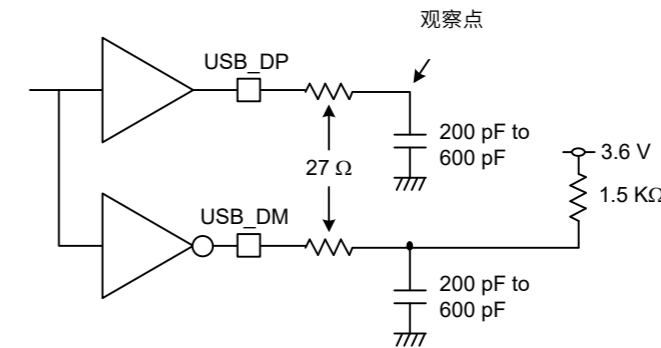 观察点
USB_DP
200 pF to
600 pF
27 Ω
3.6 V
1.5 KΩ
USB_DM
200 pF to
600 pF